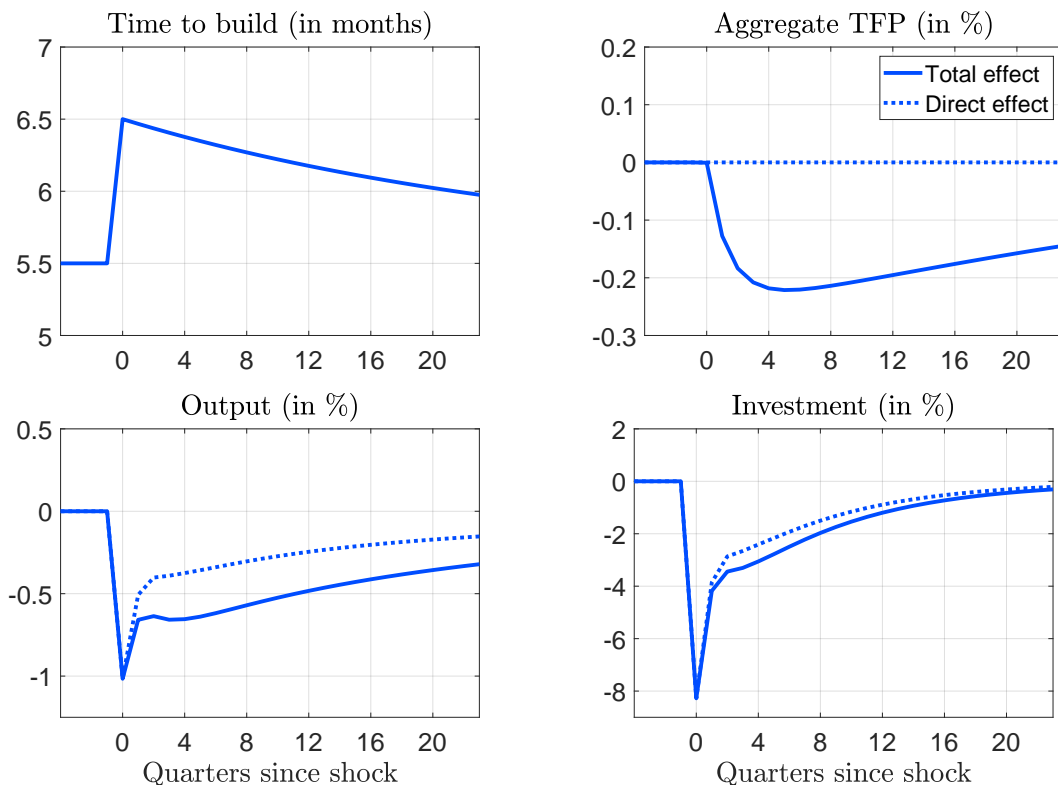 Time to build (in months)
7
6.5
6
5.5
5
0 4 8 12 16 20
Aggregate TFP (in %)
0.2
0.1
0
-0.1
-0.2
-0.3
0 4 8 12 16 20
Total effect
Direct effect
Output (in %)
0.5
0
-0.5
-1
0 4 8 12 16 20
Quarters since shock
Investment (in %)
2
0
-2
-4
-6
-8
0 4 8 12 16 20
Quarters since shock